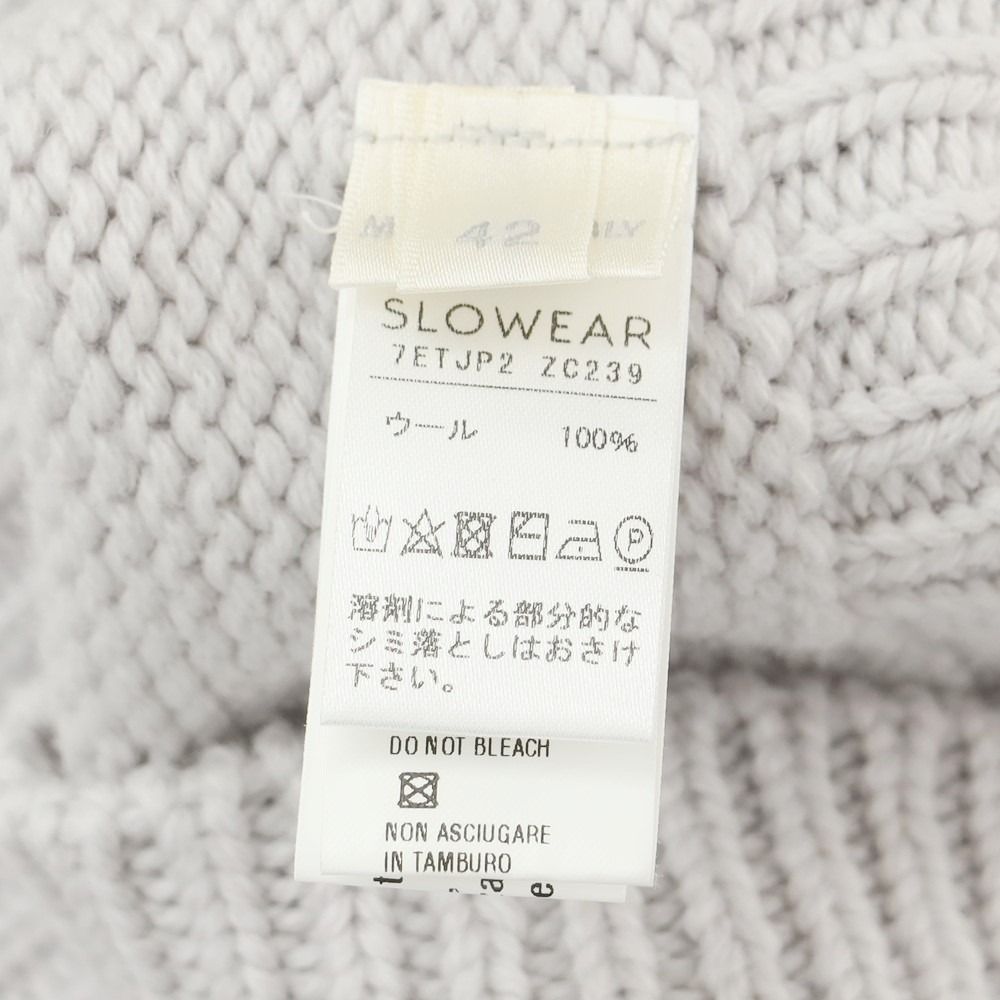 42
SLOWEAR
7ETJP2 ZC239
ウール 100%
P
溶剤による部分的な
シミ落としはおさけ
下さい。
DO NOT BLEACH
NON ASCIUGARE
IN TAMBURO